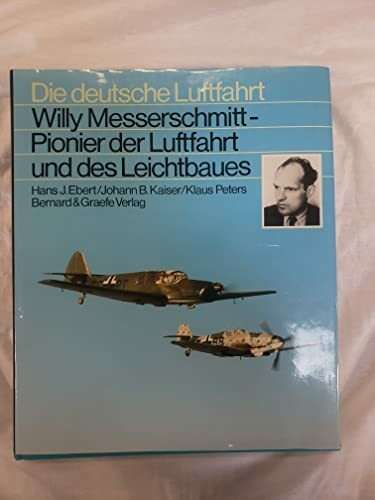 Die deutsche Luftfahrt
Willy Messerschmitt-
Pionier der Luftfahrt
und des Leichtbaues
Hans J. Ebert/Johann B. Kaiser/Klaus Peters
Bernard & Graefe Verlag